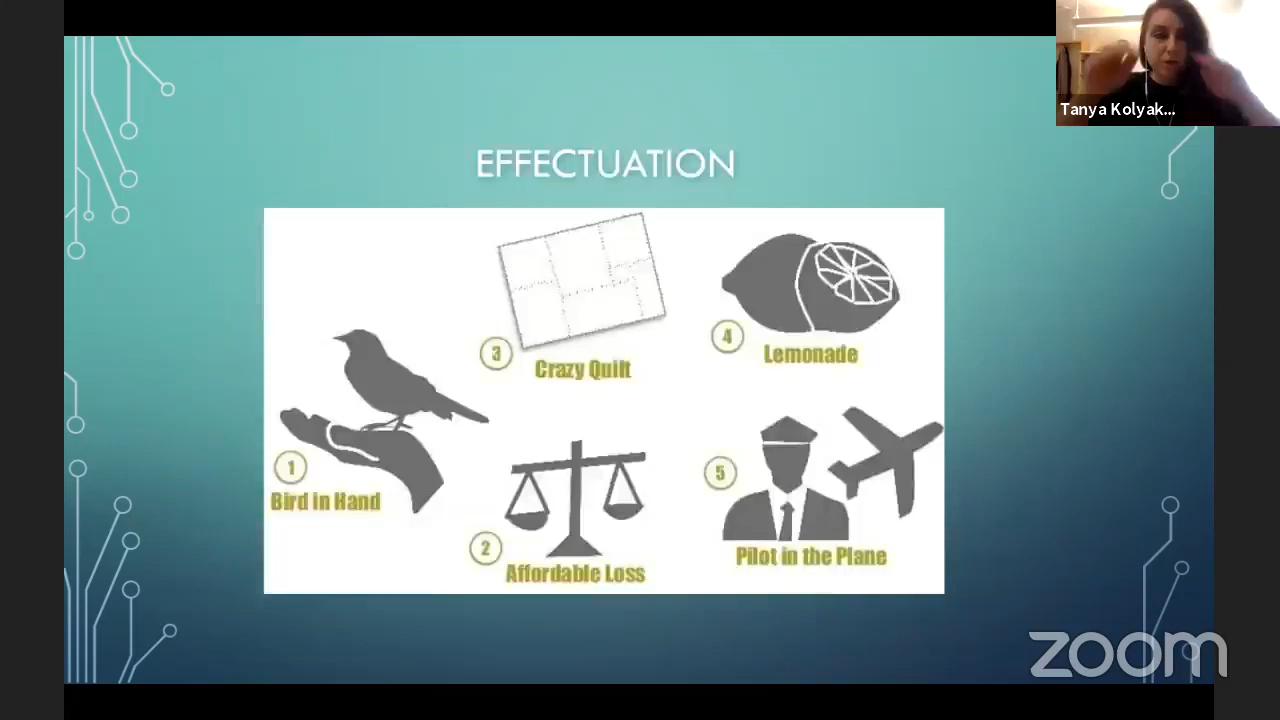 Tanya Kolyak...
EFFECTUATION
1
Bird in Hand
2
Affordable Loss
3
Crazy Quilt
4
Lemonade
5
Pilot in the Plane
zoom